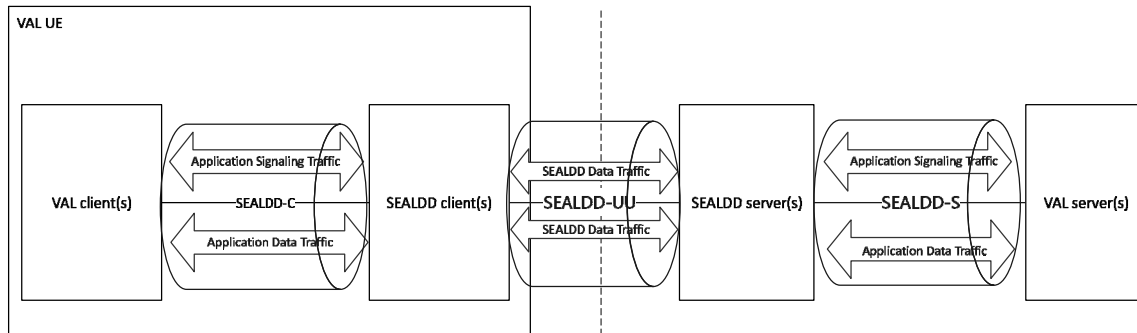 VAL UE
VAL client(s)
Application Signaling Traffic
SEALDD-C
Application Data Traffic
SEALDD client(s)
SEALDD Data Traffic
SEALDD-UU
SEALDD Data Traffic
SEALDD server(s)
Application Signaling Traffic
SEALDD-S
Application Data Traffic
VAL server(s)